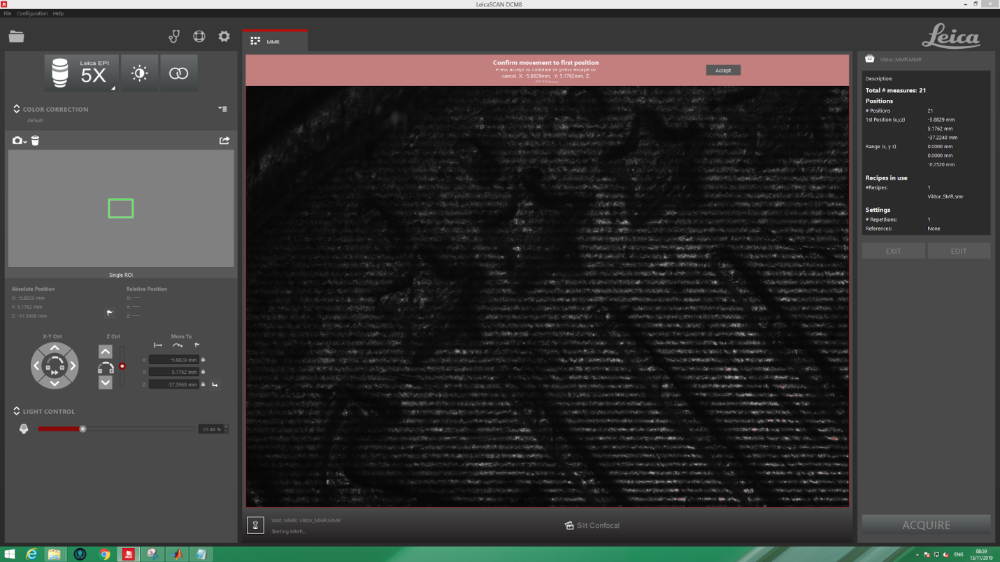 LeicaSCAN DCM8
File Configuration Help
MMR
Leica
Leica EPI
5X
COLOR CORRECTION
default
Single ROI
Absolute Position
Relative Position
X: -5.8829 mm
X: ----
Y: 5.1762 mm
Y: ----
Z: -37.3968 mm
Z: ----
X-Y Ctrl
Z Ctrl
Move To
X: -5.8829 mm
Y: 5.1762 mm
Z: -37.3968 mm
LIGHT CONTROL
27.49 %
Confirm movement to first position
Press accept to continue or press escape to
cancel. X: -5.8829mm, Y: 5.1762mm, Z:
-37.224mm
Accept
Wait: MMR: Viktor_MMR.MMR
Starting MMR...
Slit Confocal
Viktor_MMR.MMR
Description:
Total # measures: 21
Positions
# Positions 21
1st Position (x,y,z) -5.8829 mm
5.1762 mm
-37.2240 mm
Range (x, y z) 0.0000 mm
0.0000 mm
-0.2520 mm
Recipes in use
#Recipes: 1
Viktor_SMR.smr
Settings
# Repetitions: 1
References: None
EXIT
EDIT
ACQUIRE
ENG
08:59
13/11/2019